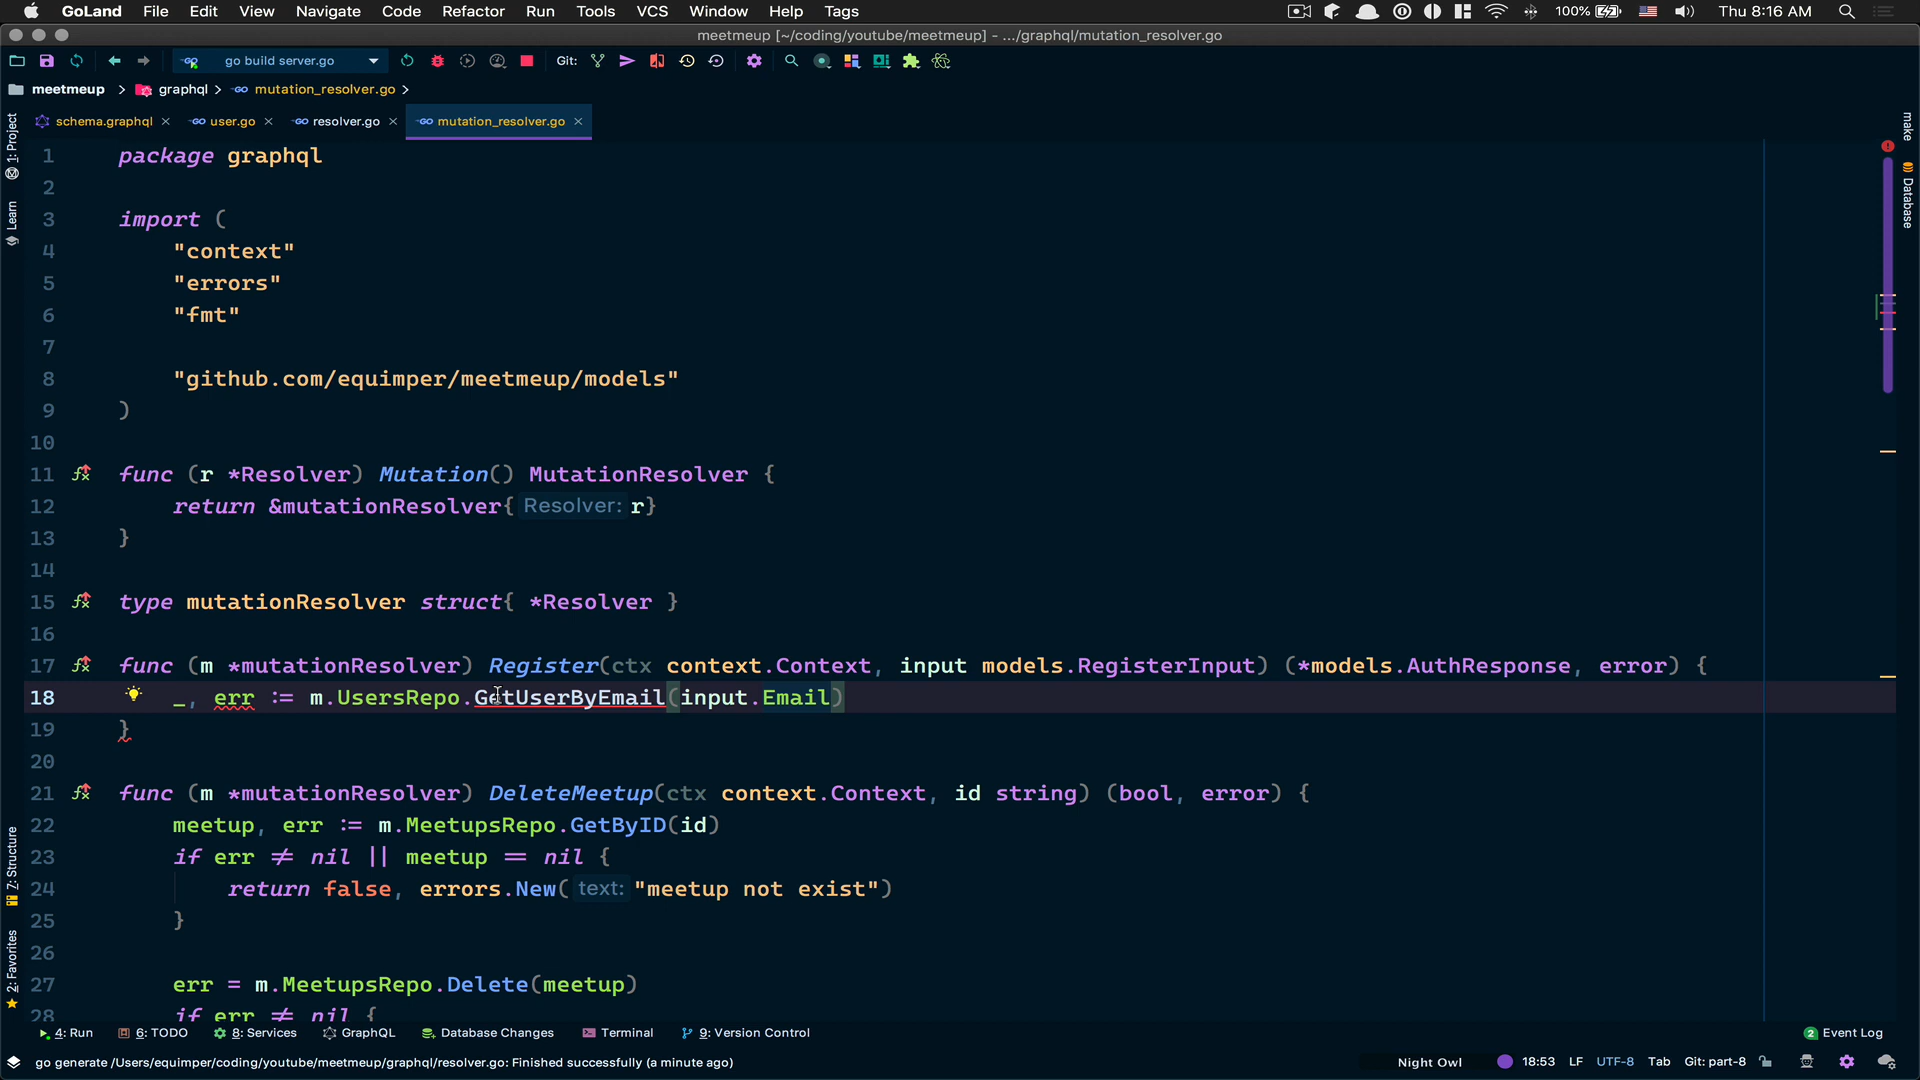 GoLand File Edit View Navigate Code Refactor Run Tools VCS Window Help Tags 100% Thu 8:16 AM
meetmeup [~/coding/youtube/meetmeup] - .../graphql/mutation_resolver.go
go build server.go Git:
meetmeup graphql mutation_resolver.go
schema.graphql user.go resolver.go mutation_resolver.go
1: Project
Learn
7: Structure
2: Favorites
make
Database
1 package graphql
2
3 import (
4 "context"
5 "errors"
6 "fmt"
7
8 "github.com/equimper/meetmeup/models"
9 )
10
11 func (r *Resolver) Mutation() MutationResolver {
12 return &mutationResolver{ Resolver: r}
13 }
14
15 type mutationResolver struct{ *Resolver }
16
17 func (m *mutationResolver) Register(ctx context.Context, input models.RegisterInput) (*models.AuthResponse, error) {
18 _, err := m.UsersRepo.GetUserByEmail(input.Email)
19 }
20
21 func (m *mutationResolver) DeleteMeetup(ctx context.Context, id string) (bool, error) {
22 meetup, err := m.MeetupsRepo.GetByID(id)
23 if err ≠ nil || meetup == nil {
24 return false, errors.New( text: "meetup not exist")
25 }
26
27 err = m.MeetupsRepo.Delete(meetup)
28 if err ≠ nil {
4: Run 6: TODO 8: Services GraphQL Database Changes Terminal 9: Version Control 2 Event Log
go generate /Users/equimper/coding/youtube/meetmeup/graphql/resolver.go: Finished successfully (a minute ago) Night Owl 18:53 LF UTF-8 Tab Git: part-8